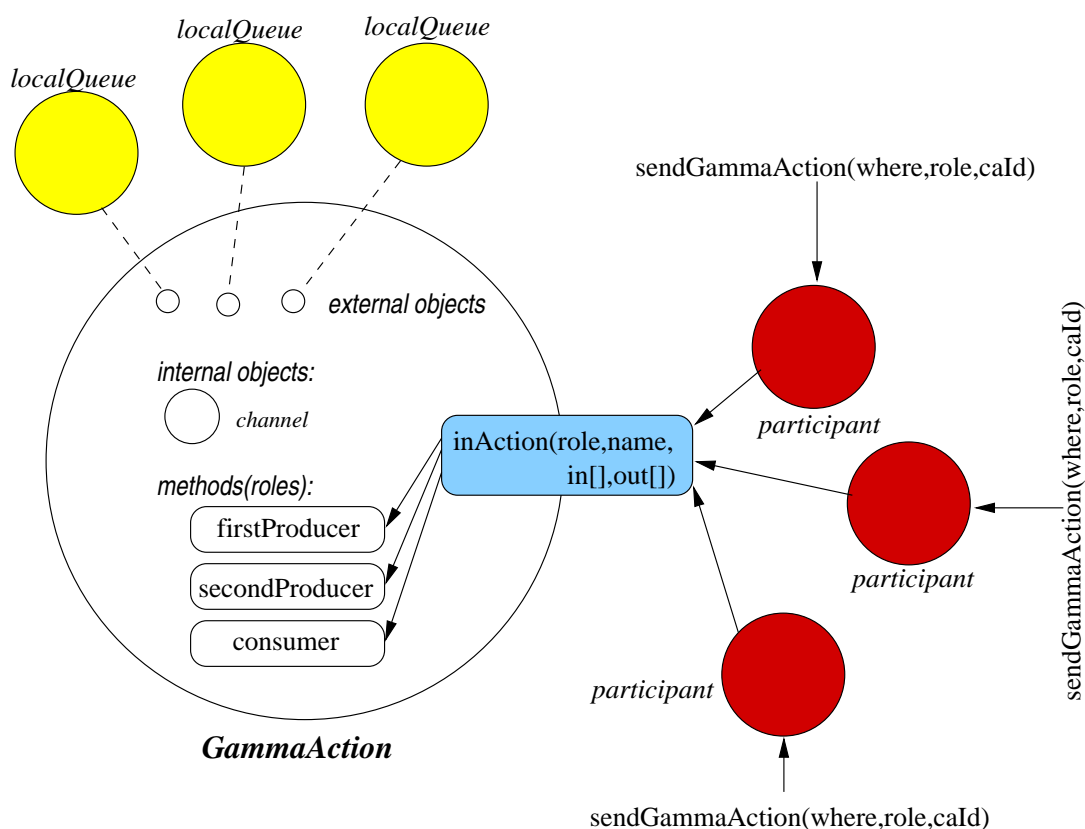 localQueue
localQueue
localQueue
sendGammaAction(where,role,caId)
external objects
internal objects:
channel
participant
inAction(role,name,
in[],out[])
methods(roles):
firstProducer
secondProducer
consumer
participant
sendGammaAction(where,role,caId)
participant
GammaAction
sendGammaAction(where,role,caId)